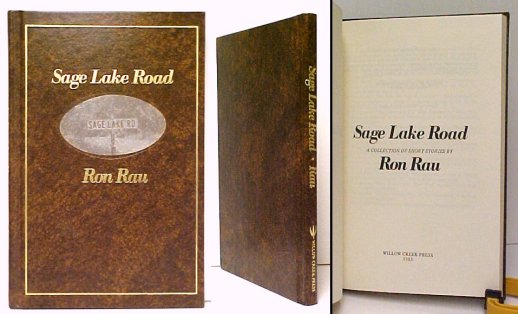 Sage Lake Road
SAGE LAKE RD
Ron Rau
Sage Lake Road • Rau
WILLOW CREEK PRESS
Sage Lake Road
A COLLECTION OF SHORT STORIES BY
Ron Rau
WILLOW CREEK PRESS